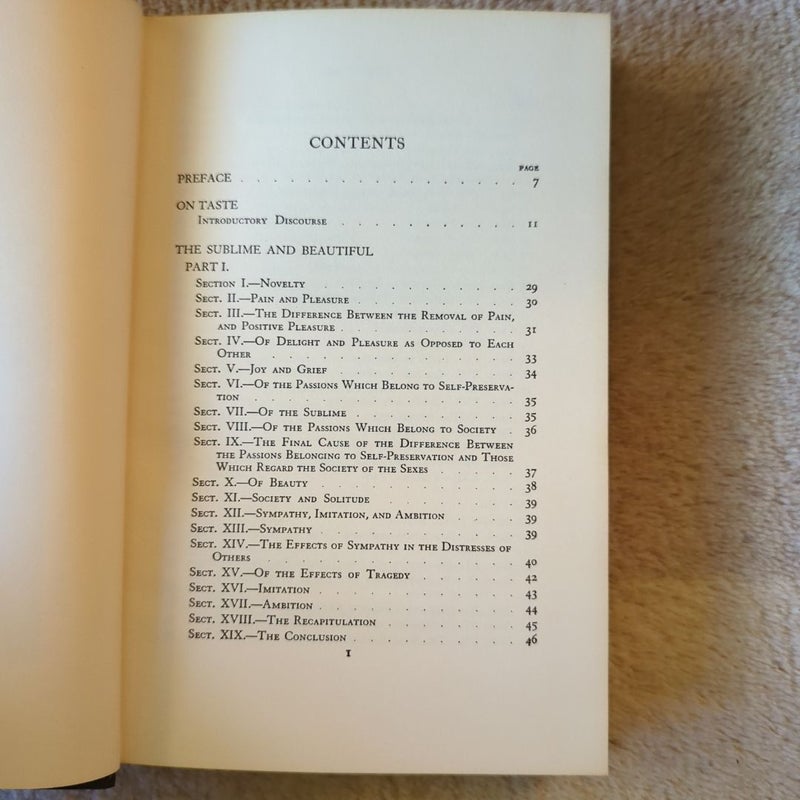 CONTENTS
PAGE
PREFACE . . . . . . . . . . . . . . . . . . 7
ON TASTE
Introductory Discourse . . . . . . . . . . . 11
THE SUBLIME AND BEAUTIFUL
PART I.
Section I.—Novelty . . . . . . . . . . . 29
Sect. II.—Pain and Pleasure . . . . . . . . . 30
Sect. III.—The Difference Between the Removal of Pain,
and Positive Pleasure . . . . . . . . . 31
Sect. IV.—Of Delight and Pleasure as Opposed to Each
Other . . . . . . . . . . . . . 33
Sect. V.—Joy and Grief . . . . . . . . . . 34
Sect. VI.—Of the Passions Which Belong to Self-Preserva-
tion . . . . . . . . . . . . . 35
Sect. VII.—Of the Sublime . . . . . . . . . 35
Sect. VIII.—Of the Passions Which Belong to Society . 36
Sect. IX.—The Final Cause of the Difference Between
the Passions Belonging to Self-Preservation and Those
Which Regard the Society of the Sexes . . . . 37
Sect. X.—Of Beauty . . . . . . . . . . . 38
Sect. XI.—Society and Solitude . . . . . . . . 39
Sect. XII.—Sympathy, Imitation, and Ambition . . . . 39
Sect. XIII.—Sympathy . . . . . . . . . . . 39
Sect. XIV.—The Effects of Sympathy in the Distresses of
Others . . . . . . . . . . . . . 40
Sect. XV.—Of the Effects of Tragedy . . . . . . 42
Sect. XVI.—Imitation . . . . . . . . . . . 43
Sect. XVII.—Ambition . . . . . . . . . . . 44
Sect. XVIII.—The Recapitulation . . . . . . . . 45
Sect. XIX.—The Conclusion . . . . . . . . . 46
1